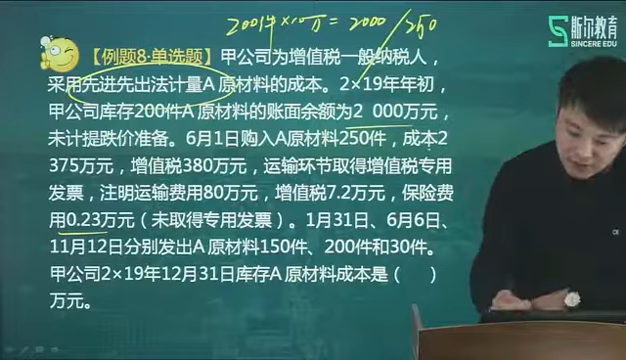 200件×10万=2000/250
斯尔教育
SINCERE EDU
【例题8·单选题】甲公司为增值税一般纳税人，
采用先进先出法计量A 原材料的成本。2×19年年初，
甲公司库存200件A 原材料的账面余额为2 000万元，
未计提跌价准备。6月1日购入A原材料250件，成本2
375万元，增值税380万元，运输环节取得增值税专用
发票，注明运输费用80万元，增值税7.2万元，保险费
用0.23万元（未取得专用发票）。1月31日、6月6日、
11月12日分别发出A 原材料150件、200件和30件。
甲公司2×19年12月31日库存A 原材料成本是（　）
万元。